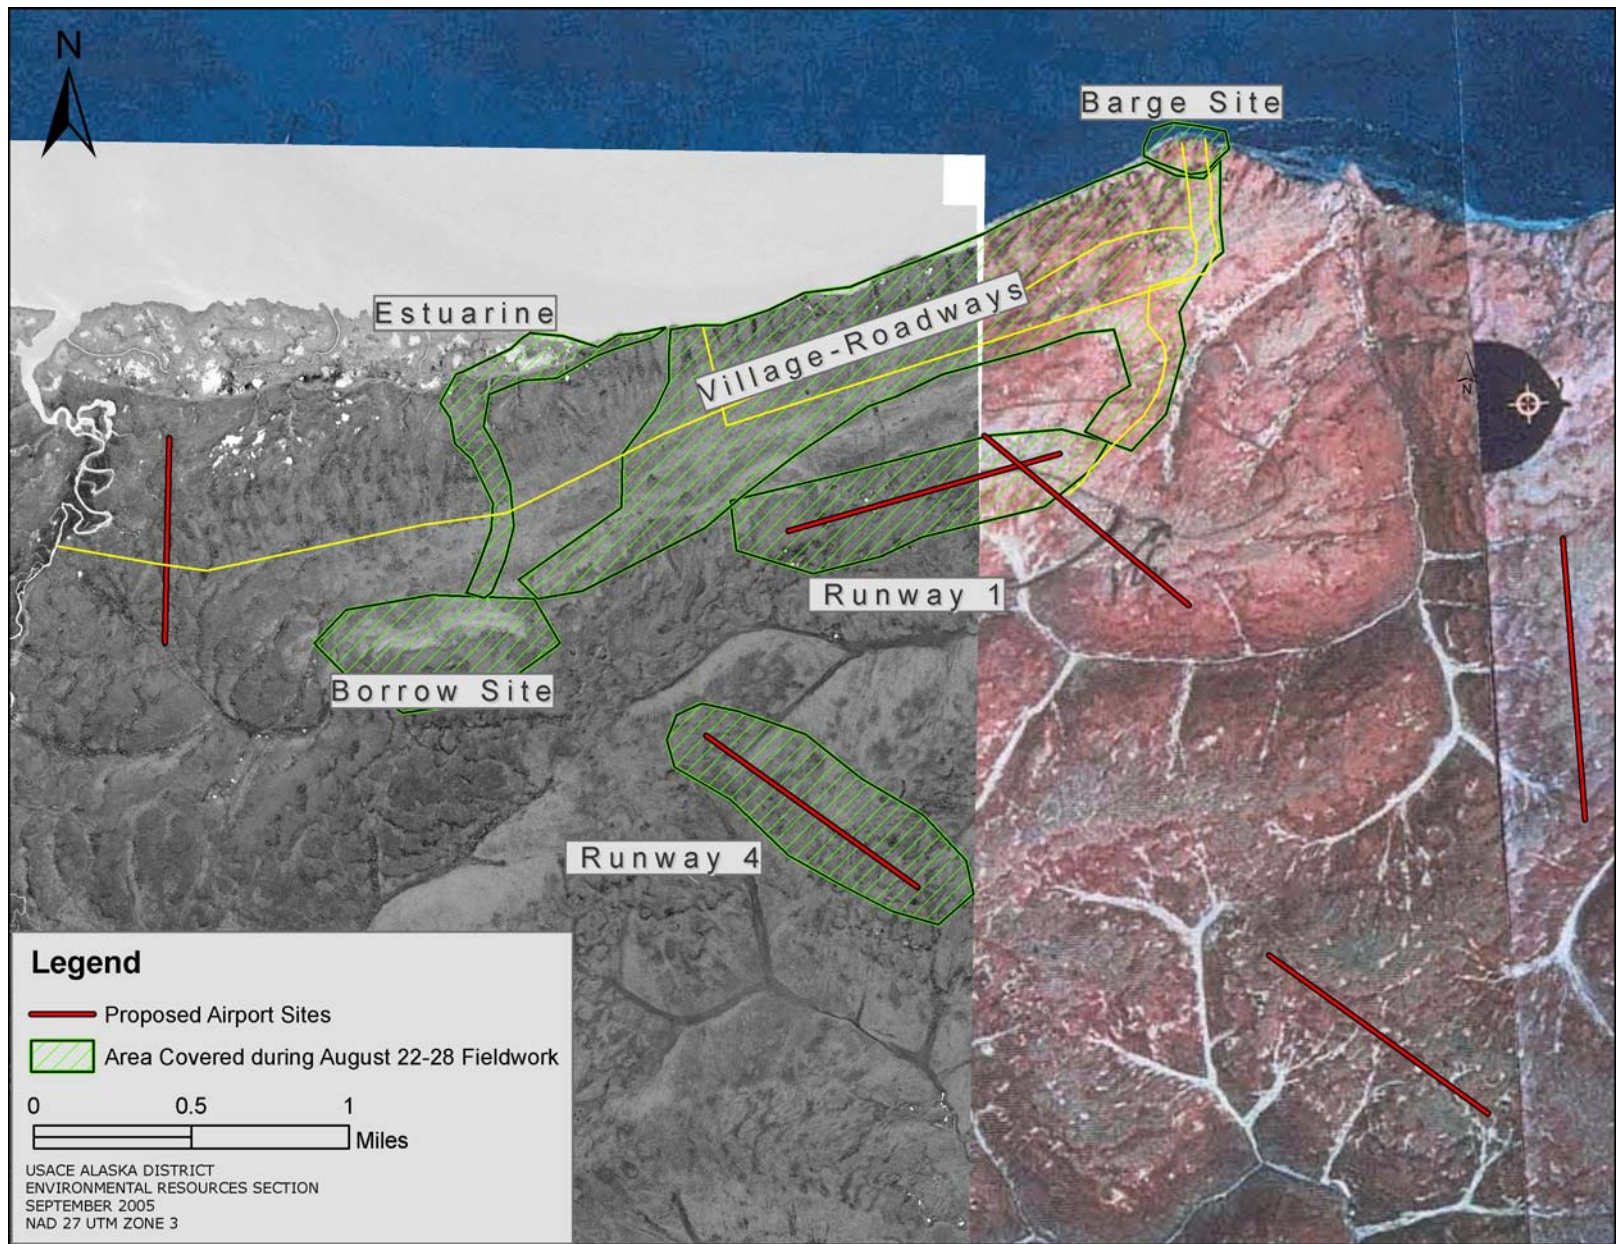 N
Barge Site
Estuarine
Village-Roadways
N
Runway 1
Borrow Site
Runway 4
Legend
Proposed Airport Sites
Area Covered during August 22-28 Fieldwork
0 0.5 1
Miles
USACE ALASKA DISTRICT
ENVIRONMENTAL RESOURCES SECTION
SEPTEMBER 2005
NAD 27 UTM ZONE 3